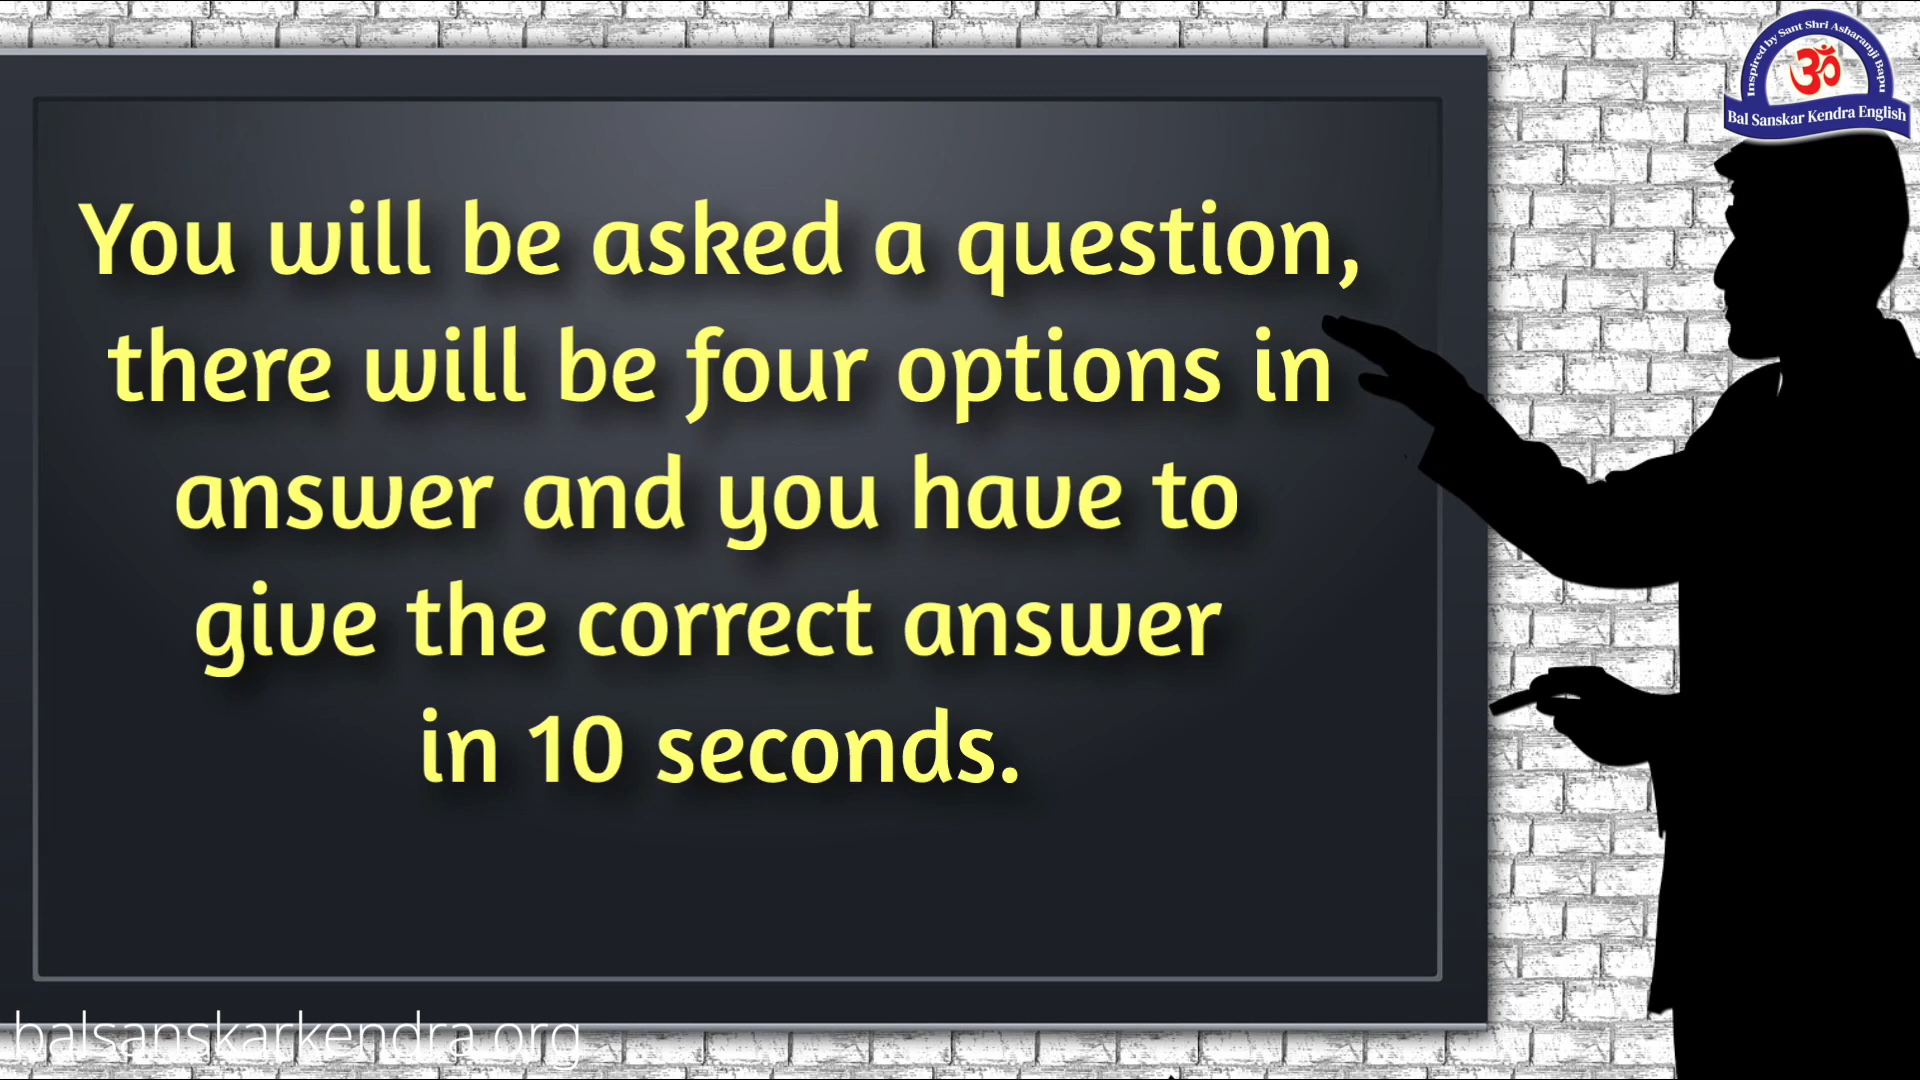 Inspired by Sant Shri Asharamji Bapu
ॐ
Bal Sanskar Kendra English
You will be asked a question,
there will be four options in
answer and you have to
give the correct answer
in 10 seconds.
balsanskarkendra.org